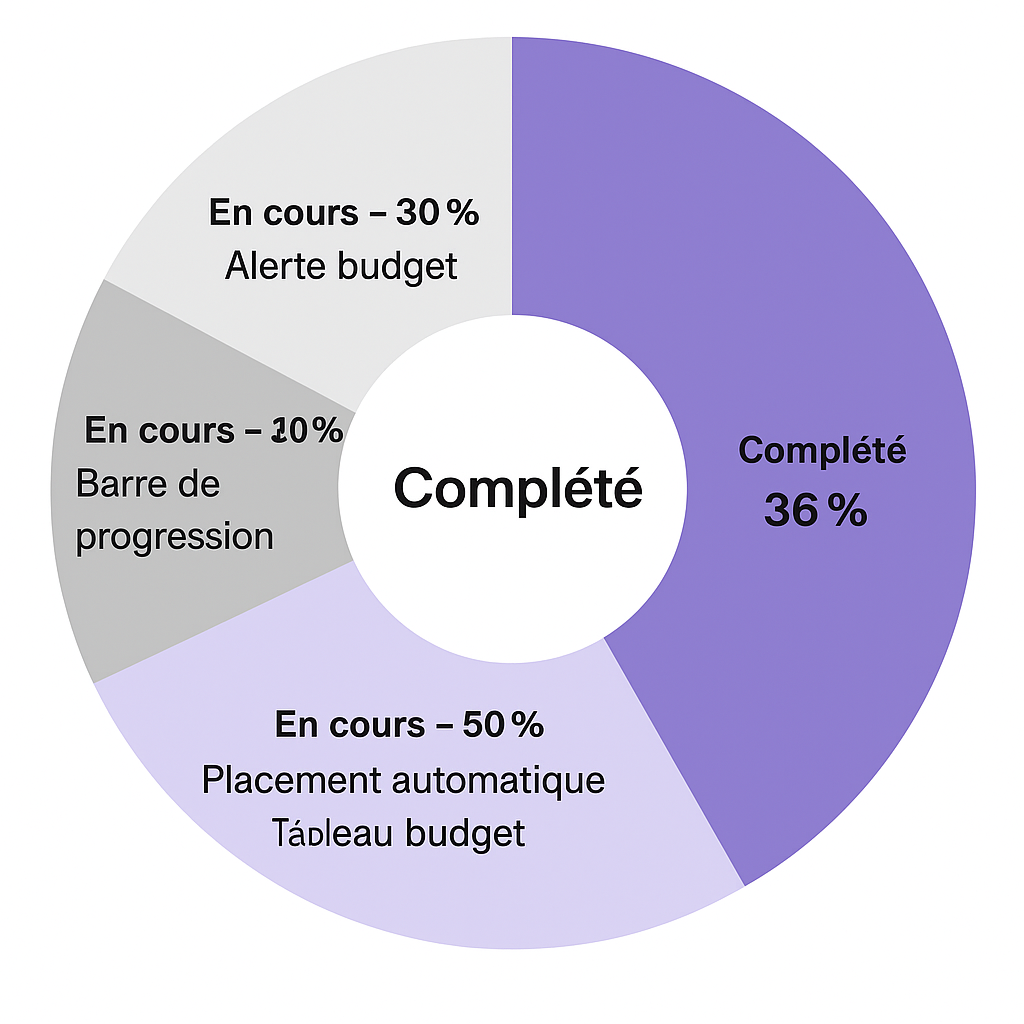 En cours – 30 %
Alerte budget
En cours – 10 %
Barre de
progression
Complété
Complété
36 %
En cours – 50 %
Placement automatique
Tápleau budget